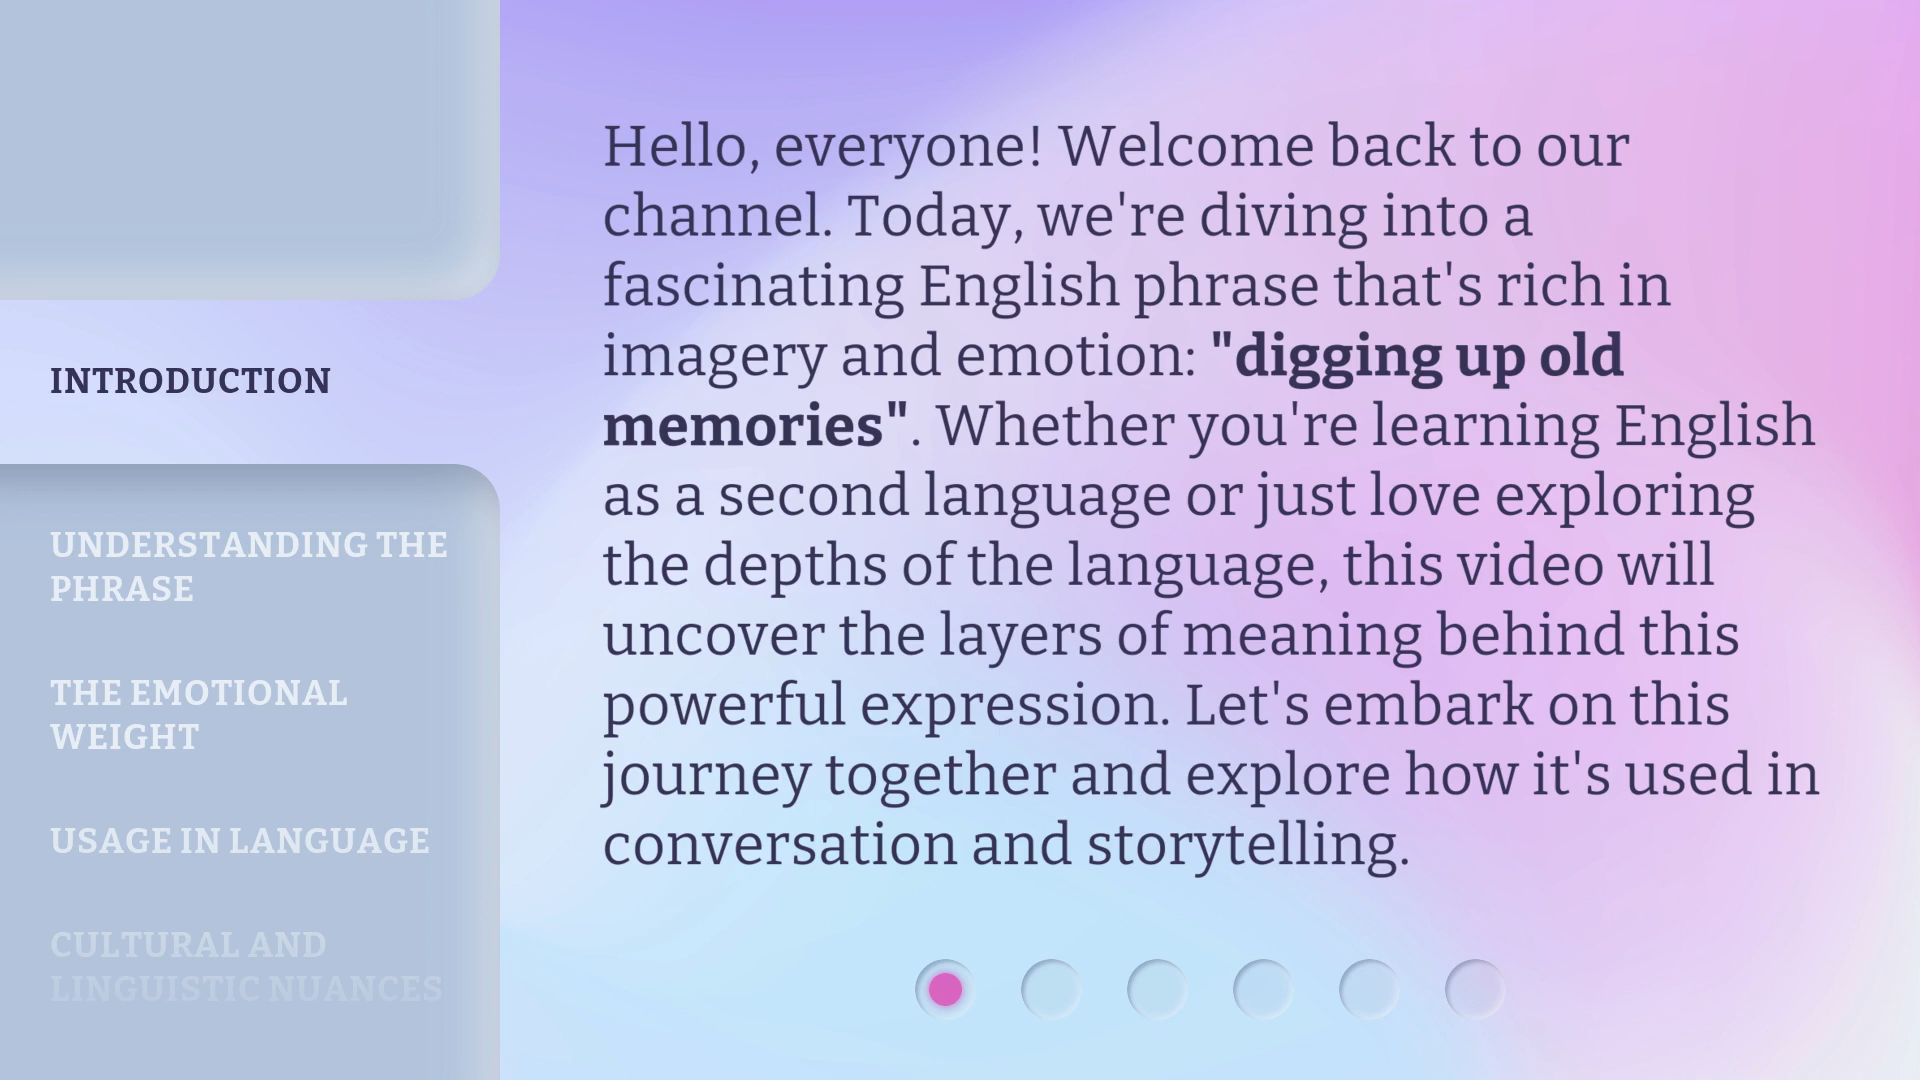 INTRODUCTION
UNDERSTANDING THE
PHRASE
THE EMOTIONAL
WEIGHT
USAGE IN LANGUAGE
CULTURAL AND
LINGUISTIC NUANCES
Hello, everyone! Welcome back to our
channel. Today, we're diving into a
fascinating English phrase that's rich in
imagery and emotion: "digging up old
memories". Whether you're learning English
as a second language or just love exploring
the depths of the language, this video will
uncover the layers of meaning behind this
powerful expression. Let's embark on this
journey together and explore how it's used in
conversation and storytelling.